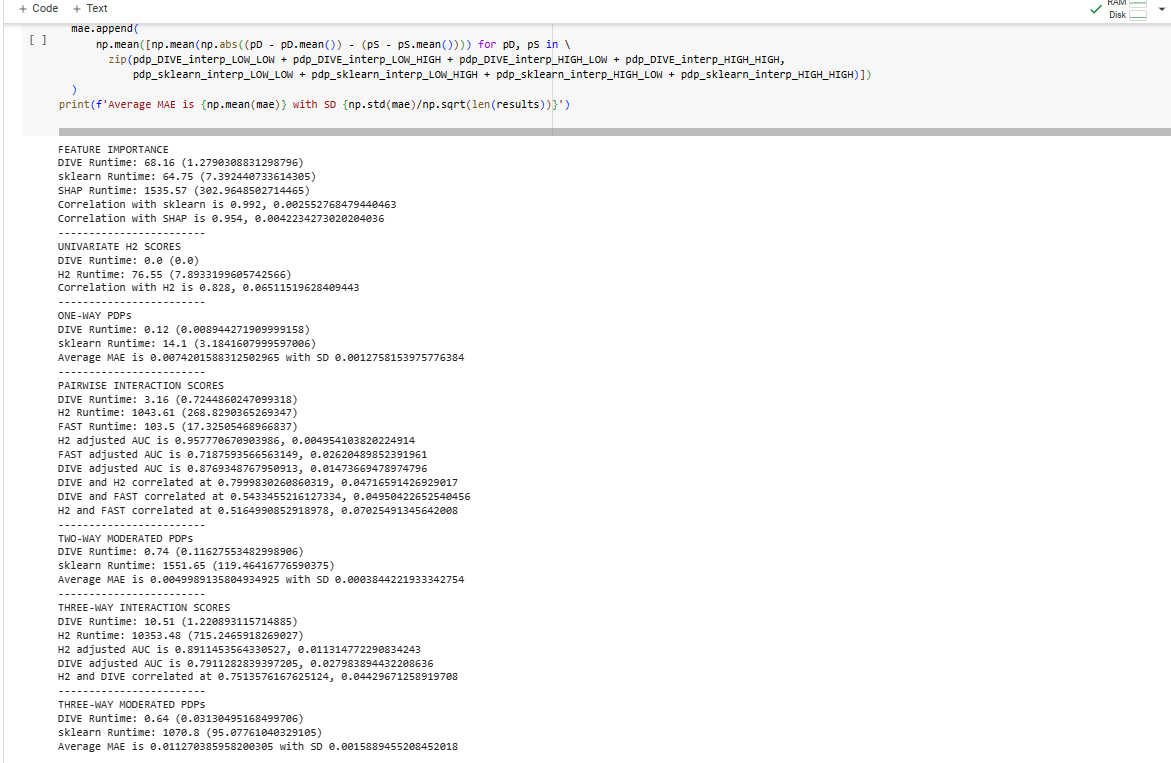 + Code + Text
RAM
Disk
mae.append(
[ ]
np.mean([np.mean(np.abs((pD - pD.mean()) - (pS - pS.mean()))) for pD, pS in \
zip(pdp_DIVE_interp_LOW_LOW + pdp_DIVE_interp_LOW_HIGH + pdp_DIVE_interp_HIGH_LOW + pdp_DIVE_interp_HIGH_HIGH,
pdp_sklearn_interp_LOW_LOW + pdp_sklearn_interp_LOW_HIGH + pdp_sklearn_interp_HIGH_LOW + pdp_sklearn_interp_HIGH_HIGH)])
)
print(f'Average MAE is {np.mean(mae)} with SD {np.std(mae)/np.sqrt(len(results))}')
FEATURE IMPORTANCE
DIVE Runtime: 68.16 (1.2790308831298796)
sklearn Runtime: 64.75 (7.392440733614305)
SHAP Runtime: 1535.57 (302.9648502714465)
Correlation with sklearn is 0.992, 0.002552768479440463
Correlation with SHAP is 0.954, 0.0042234273020204036
------------------------
UNIVARIATE H2 SCORES
DIVE Runtime: 0.0 (0.0)
H2 Runtime: 76.55 (7.8933199605742566)
Correlation with H2 is 0.828, 0.06511519628409443
------------------------
ONE-WAY PDPs
DIVE Runtime: 0.12 (0.008944271909999158)
sklearn Runtime: 14.1 (3.1841607999597006)
Average MAE is 0.0074201588312502965 with SD 0.0012758153975776384
------------------------
PAIRWISE INTERACTION SCORES
DIVE Runtime: 3.16 (0.7244860247099318)
H2 Runtime: 1043.61 (268.8290365269347)
FAST Runtime: 103.5 (17.32505468966837)
H2 adjusted AUC is 0.957770670903986, 0.004954103820224914
FAST adjusted AUC is 0.7187593566563149, 0.02620489852391961
DIVE adjusted AUC is 0.8769348767950913, 0.01473669478974796
DIVE and H2 correlated at 0.7999830260860319, 0.04716591426929017
DIVE and FAST correlated at 0.5433455216127334, 0.04950422652540456
H2 and FAST correlated at 0.5164990852918978, 0.07025491345642008
------------------------
TWO-WAY MODERATED PDPs
DIVE Runtime: 0.74 (0.11627553482998906)
sklearn Runtime: 1551.65 (119.46416776590375)
Average MAE is 0.0049989135804934925 with SD 0.0003844221933342754
------------------------
THREE-WAY INTERACTION SCORES
DIVE Runtime: 10.51 (1.220893115714885)
H2 Runtime: 10353.48 (715.2465918269027)
H2 adjusted AUC is 0.8911453564330527, 0.011314772290834243
DIVE adjusted AUC is 0.7911282839397205, 0.027983894432208636
H2 and DIVE correlated at 0.7513576167625124, 0.04429671258919708
------------------------
THREE-WAY MODERATED PDPs
DIVE Runtime: 0.64 (0.03130495168499706)
sklearn Runtime: 1070.8 (95.07761040329105)
Average MAE is 0.011270385958200305 with SD 0.0015889455208452018